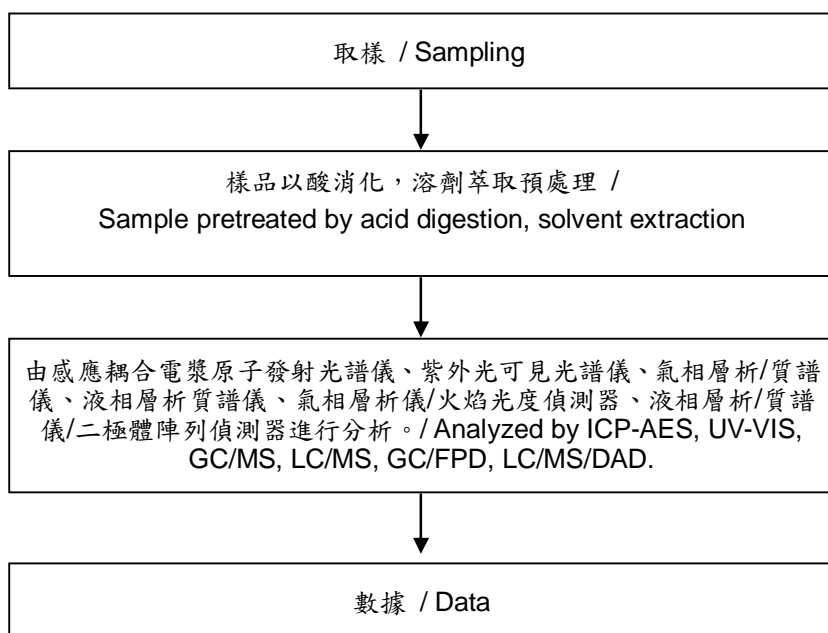 取樣 / Sampling
樣品以酸消化，溶劑萃取預處理 /
Sample pretreated by acid digestion, solvent extraction
由感應耦合電漿原子發射光譜儀、紫外光可見光譜儀、氣相層析/質譜
儀、液相層析質譜儀、氣相層析儀/火焰光度偵測器、液相層析/質譜
儀/二極體陣列偵測器進行分析。/ Analyzed by ICP-AES, UV-VIS,
GC/MS, LC/MS, GC/FPD, LC/MS/DAD.
數據 / Data